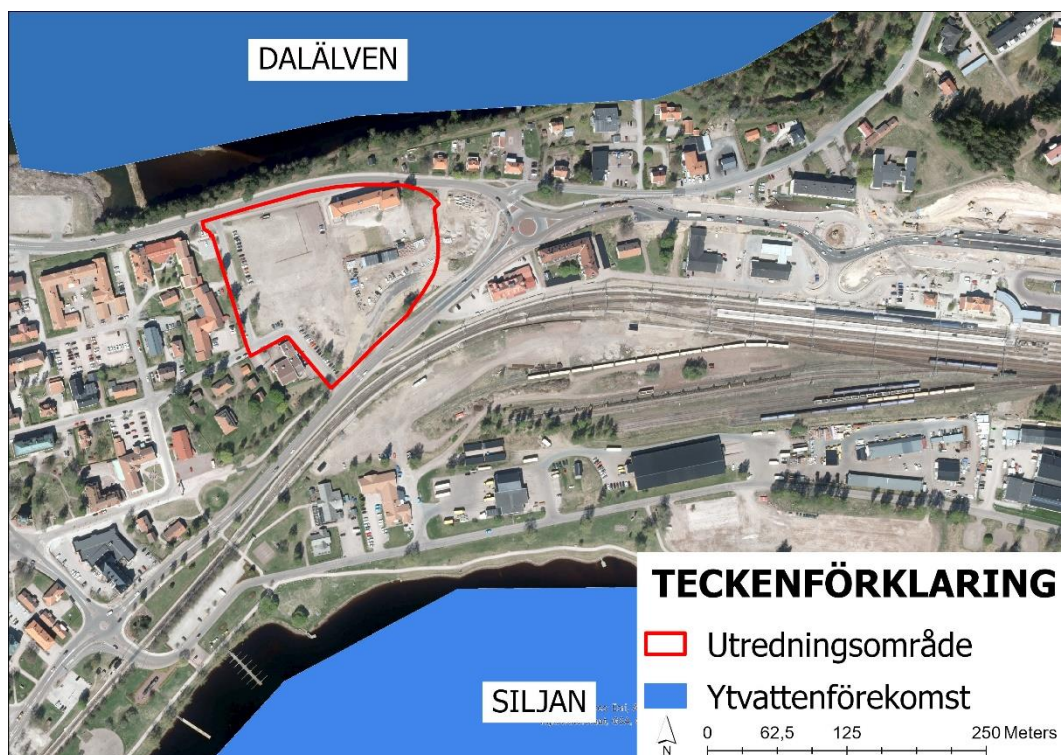 DALÄLVEN
SILJAN
TECKENFÖRKLARING
Utredningsområde
Ytvattenförekomst
N
0 62,5 125 250 Meters